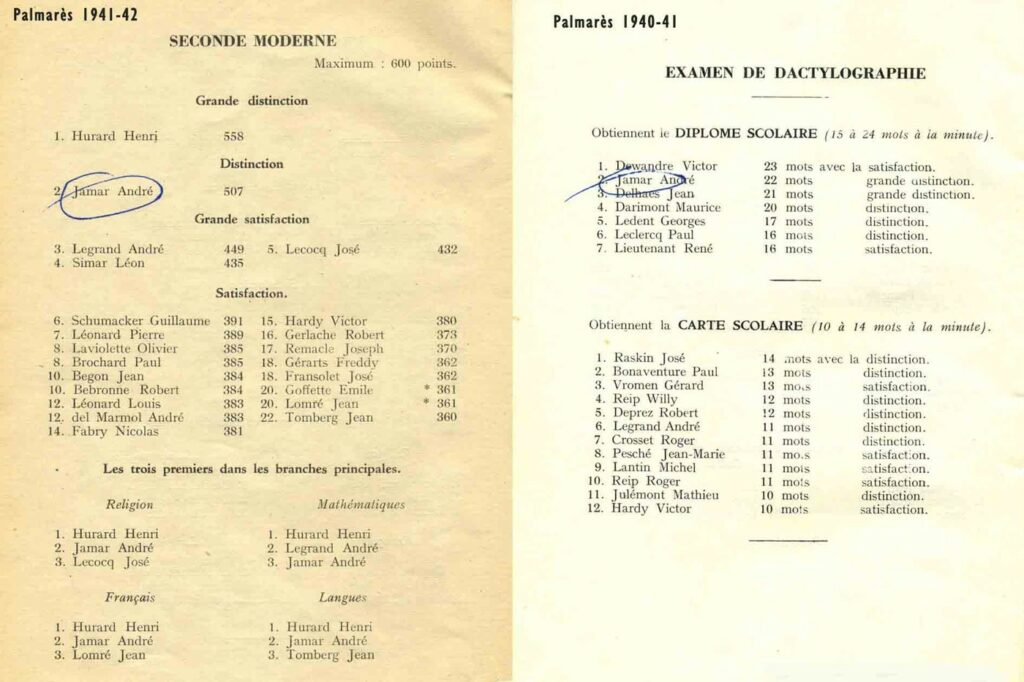 Palmarès 1941-42
SECONDE MODERNE
Maximum : 600 points.
Grande distinction
1. Hurard Henri 558
Distinction
2. Jamar André 507
Grande satisfaction
3. Legrand André 449 5. Lecocq José 432
4. Simar Léon 435
Satisfaction.
6. Schumacker Guillaume 391 15. Hardy Victor 380
7. Léonard Pierre 389 16. Gerlache Robert 373
8. Laviolette Olivier 385 17. Remacle Joseph 370
8. Brochard Paul 385 18. Gérarts Freddy 362
10. Begon Jean 384 18. Fransolet José 362
10. Bebronne Robert 384 20. Goffette Emile * 361
12. Léonard Louis 383 20. Lomré Jean * 361
12. del Marmol André 383 22. Tomberg Jean 360
14. Fabry Nicolas 381
Les trois premiers dans les branches principales.
Religion Mathématiques
1. Hurard Henri 1. Hurard Henri
2. Jamar André 2. Legrand André
3. Lecocq José 3. Jamar André
Français Langues
1. Hurard Henri 1. Hurard Henri
2. Jamar André 2. Jamar André
3. Lomré Jean 3. Tomberg Jean
Palmarès 1940-41
EXAMEN DE DACTYLOGRAPHIE
Obtiennent le DIPLOME SCOLAIRE (15 à 24 mots à la minute).
1. Dewandre Victor 23 mots avec la satisfaction.
2. Jamar André 22 mots grande distinction.
3. Delhaes Jean 21 mots grande distinction.
4. Darimont Maurice 20 mots distinction.
5. Ledent Georges 17 mots distinction.
6. Leclercq Paul 16 mots distinction.
7. Lieutenant René 16 mots satisfaction.
Obtiennent la CARTE SCOLAIRE (10 à 14 mots à la minute).
1. Raskin José 14 mots avec la distinction.
2. Bonaventure Paul 13 mots distinction.
3. Vromen Gérard 13 mots satisfaction.
4. Reip Willy 12 mots distinction.
5. Deprez Robert 12 mots distinction.
6. Legrand André 11 mots distinction.
7. Crosset Roger 11 mots distinction.
8. Pesché Jean-Marie 11 mots satisfaction.
9. Lantin Michel 11 mots satisfaction.
10. Reip Roger 11 mots satisfaction.
11. Julémont Mathieu 10 mots distinction.
12. Hardy Victor 10 mots satisfaction.